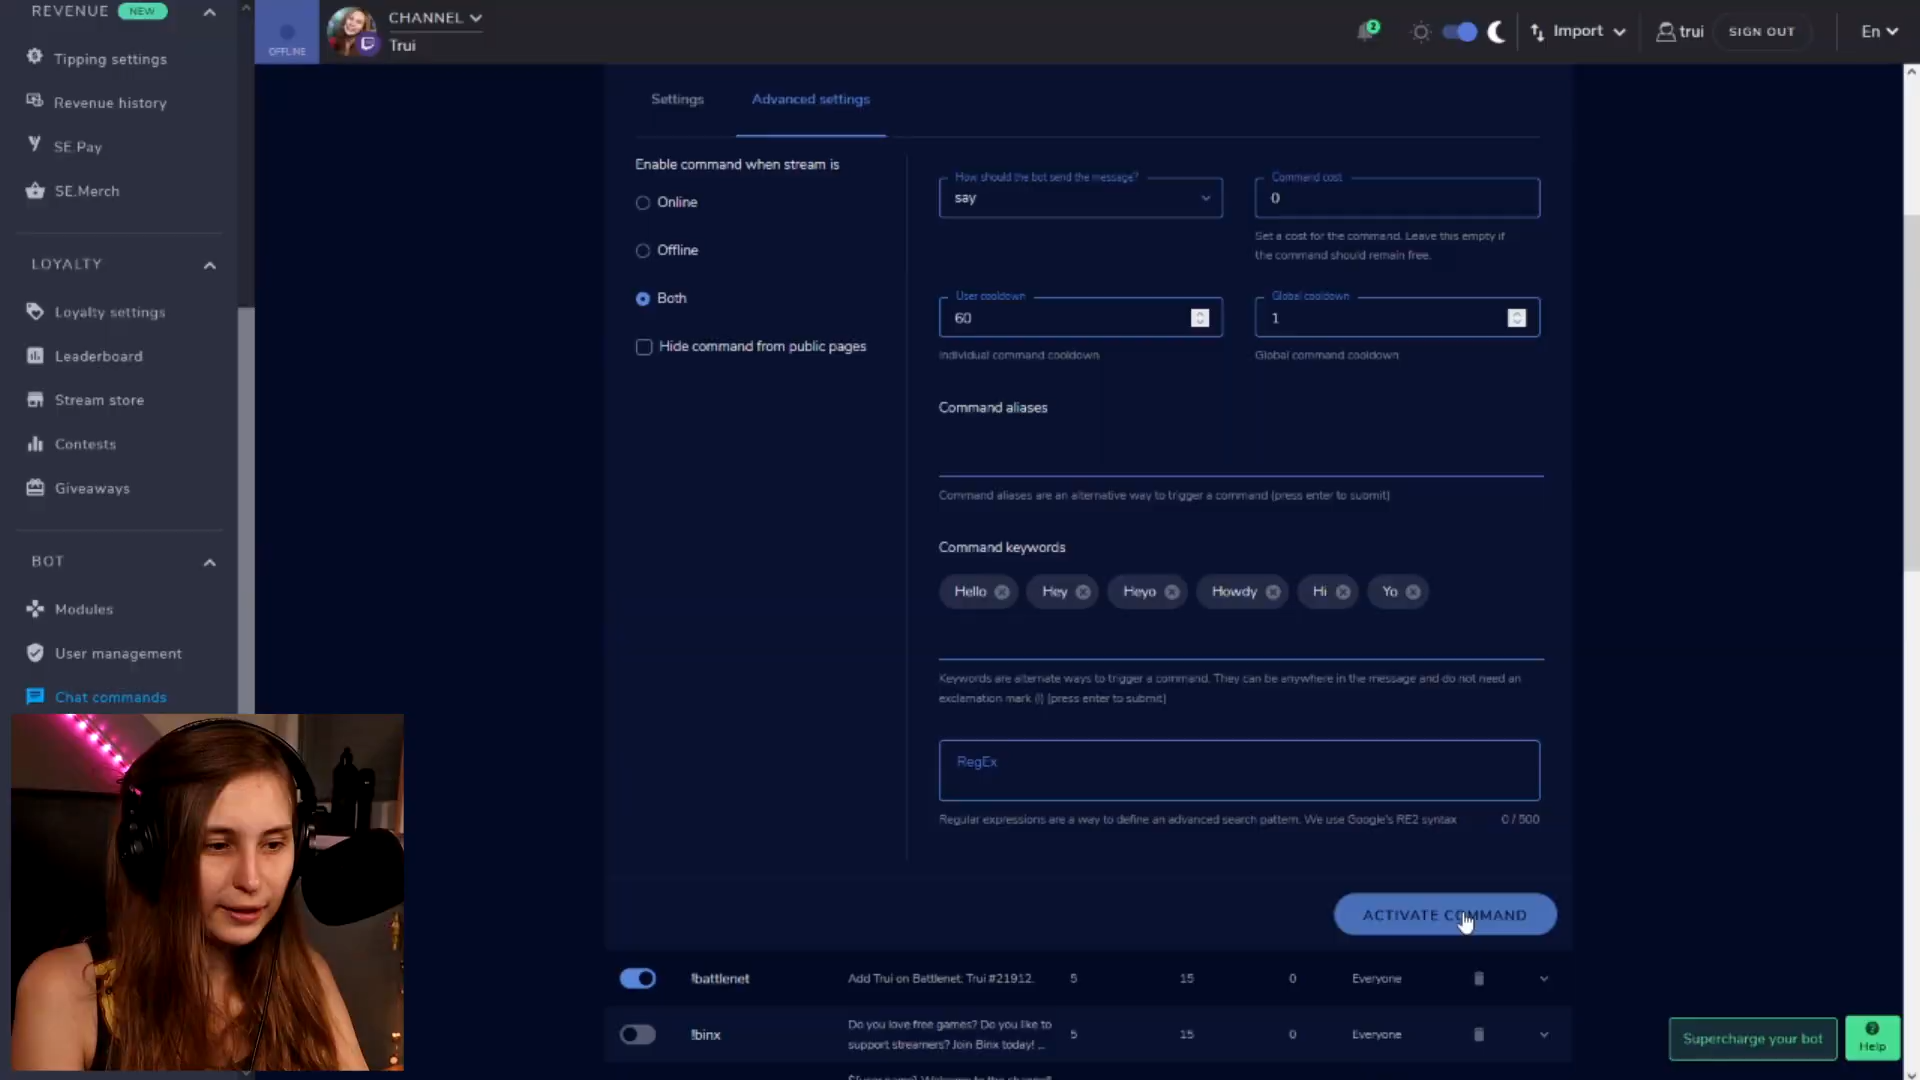 REVENUE NEW
Tipping settings
Revenue history
SE.Pay
SE.Merch
LOYALTY
Loyalty settings
Leaderboard
Stream store
Contests
Giveaways
BOT
Modules
User management
Chat commands
OFFLINE
CHANNEL
Trui
2
Import
trui
SIGN OUT
En
Settings
Advanced settings
Enable command when stream is
Online
Offline
Both
Hide command from public pages
How should the bot send the message?
say
Command cost
0
Set a cost for the command. Leave this empty if
the command should remain free.
User cooldown
60
Individual command cooldown
Global cooldown
1
Global command cooldown
Command aliases
Command aliases are an alternative way to trigger a command (press enter to submit)
Command keywords
Hello Hey Heyo Howdy Hi Yo
Keywords are alternate ways to trigger a command. They can be anywhere in the message and do not need an
exclamation mark (!) (press enter to submit)
RegEx
Regular expressions are a way to define an advanced search pattern. We use Google's RE2 syntax 0 / 500
ACTIVATE COMMAND
!battlenet Add Trui on Battlenet: Trui #21912. 5 15 0 Everyone
!binx Do you love free games? Do you like to
support streamers? Join Binx today! ... 5 15 0 Everyone
Supercharge your bot
Help